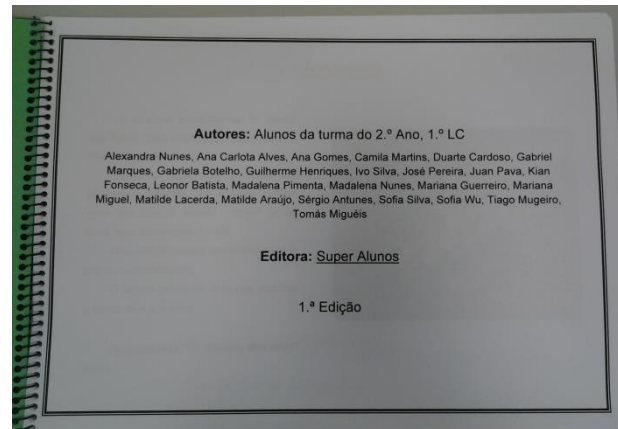 Autores: Alunos da turma do 2.º Ano, 1.º LC
Alexandra Nunes, Ana Carlota Alves, Ana Gomes, Camila Martins, Duarte Cardoso, Gabriel
Marques, Gabriela Botelho, Guilherme Henriques, Ivo Silva, José Pereira, Juan Pava, Kian
Fonseca, Leonor Batista, Madalena Pimenta, Madalena Nunes, Mariana Guerreiro, Mariana
Miguel, Matilde Lacerda, Matilde Araújo, Sérgio Antunes, Sofia Silva, Sofia Wu, Tiago Mugeiro,
Tomás Miguéis
Editora: Super Alunos
1.ª Edição